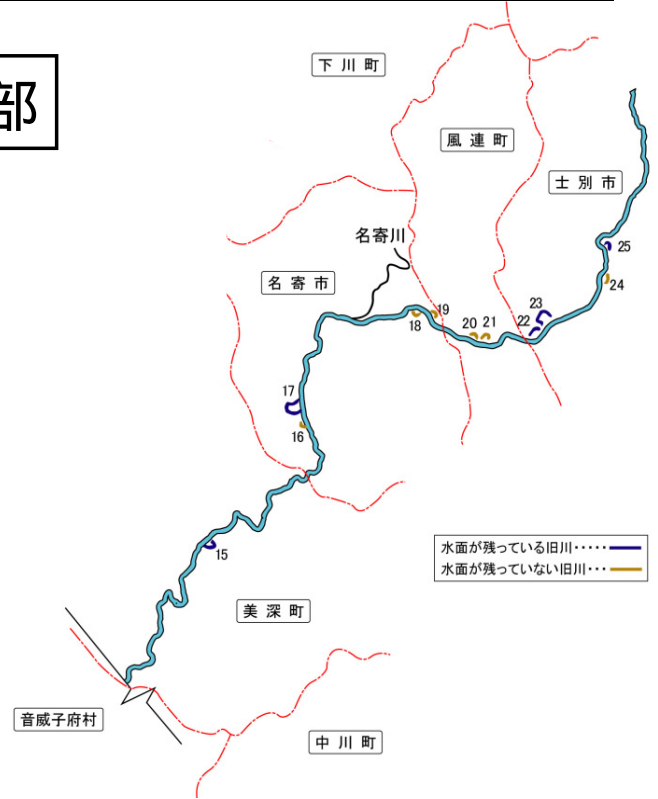 部
下川町
風連町
士別市
名寄川
25
名寄市
24
23
19
22
18
20
21
17
16
水面が残っている旧川・・・・・
水面が残っていない旧川・・・
15
美深町
音威子府村
中川町